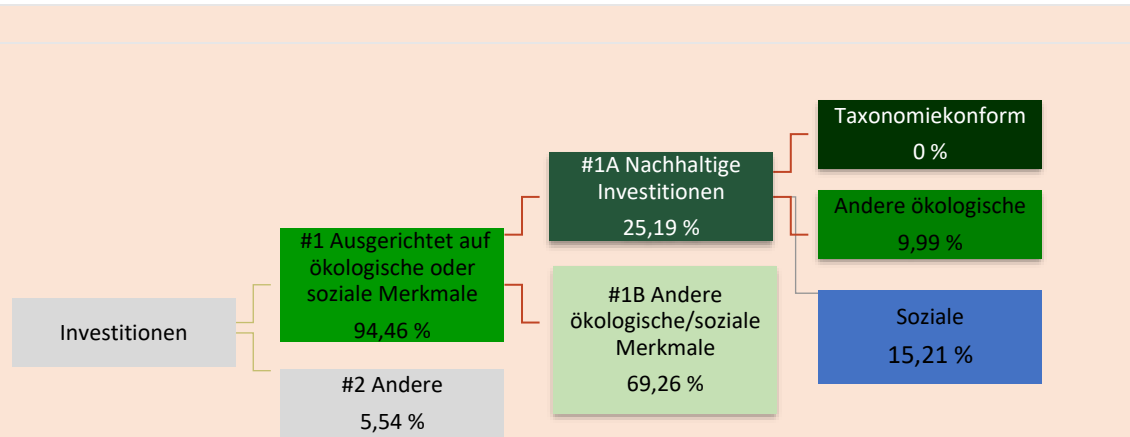 Investitionen
#1 Ausgerichtet auf
ökologische oder
soziale Merkmale
94,46 %
#2 Andere
5,54 %
#1A Nachhaltige
Investitionen
25,19 %
#1B Andere
ökologische/soziale
Merkmale
69,26 %
Taxonomiekonform
0 %
Andere ökologische
9,99 %
Soziale
15,21 %